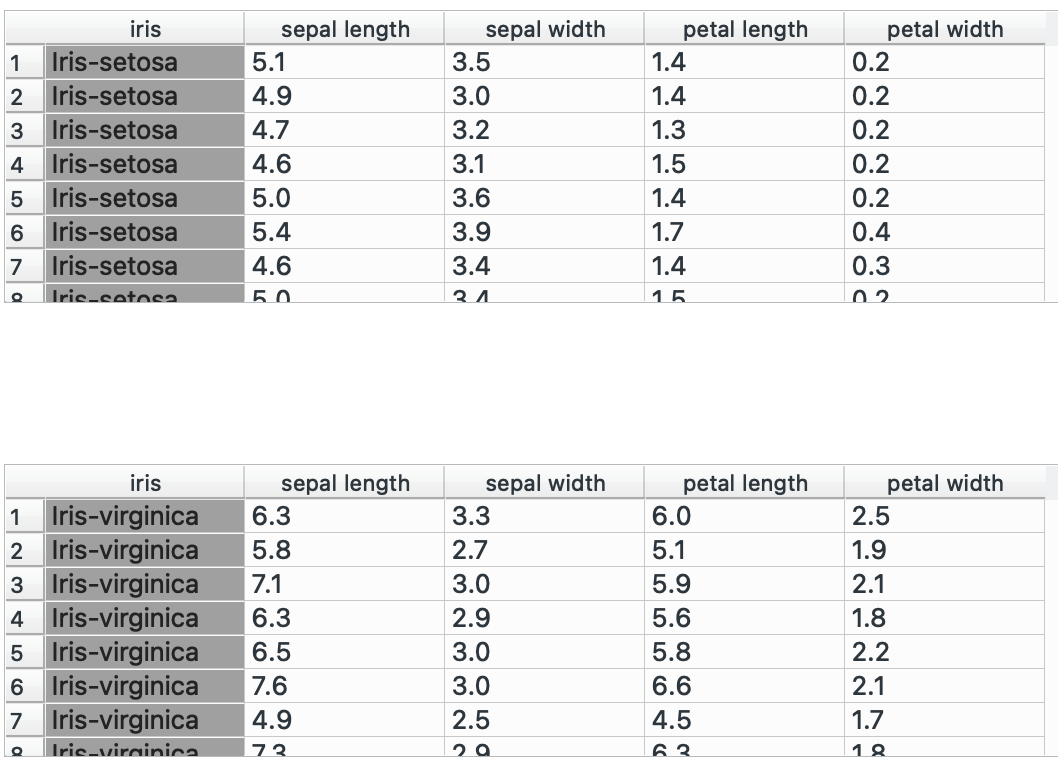 iris sepal length sepal width petal length petal width
1 Iris-setosa 5.1 3.5 1.4 0.2
2 Iris-setosa 4.9 3.0 1.4 0.2
3 Iris-setosa 4.7 3.2 1.3 0.2
4 Iris-setosa 4.6 3.1 1.5 0.2
5 Iris-setosa 5.0 3.6 1.4 0.2
6 Iris-setosa 5.4 3.9 1.7 0.4
7 Iris-setosa 4.6 3.4 1.4 0.3
8 Iris-setosa 5.0 3.4 1.5 0.2
iris sepal length sepal width petal length petal width
1 Iris-virginica 6.3 3.3 6.0 2.5
2 Iris-virginica 5.8 2.7 5.1 1.9
3 Iris-virginica 7.1 3.0 5.9 2.1
4 Iris-virginica 6.3 2.9 5.6 1.8
5 Iris-virginica 6.5 3.0 5.8 2.2
6 Iris-virginica 7.6 3.0 6.6 2.1
7 Iris-virginica 4.9 2.5 4.5 1.7
8 Iris-virginica 7.3 2.9 6.3 1.8